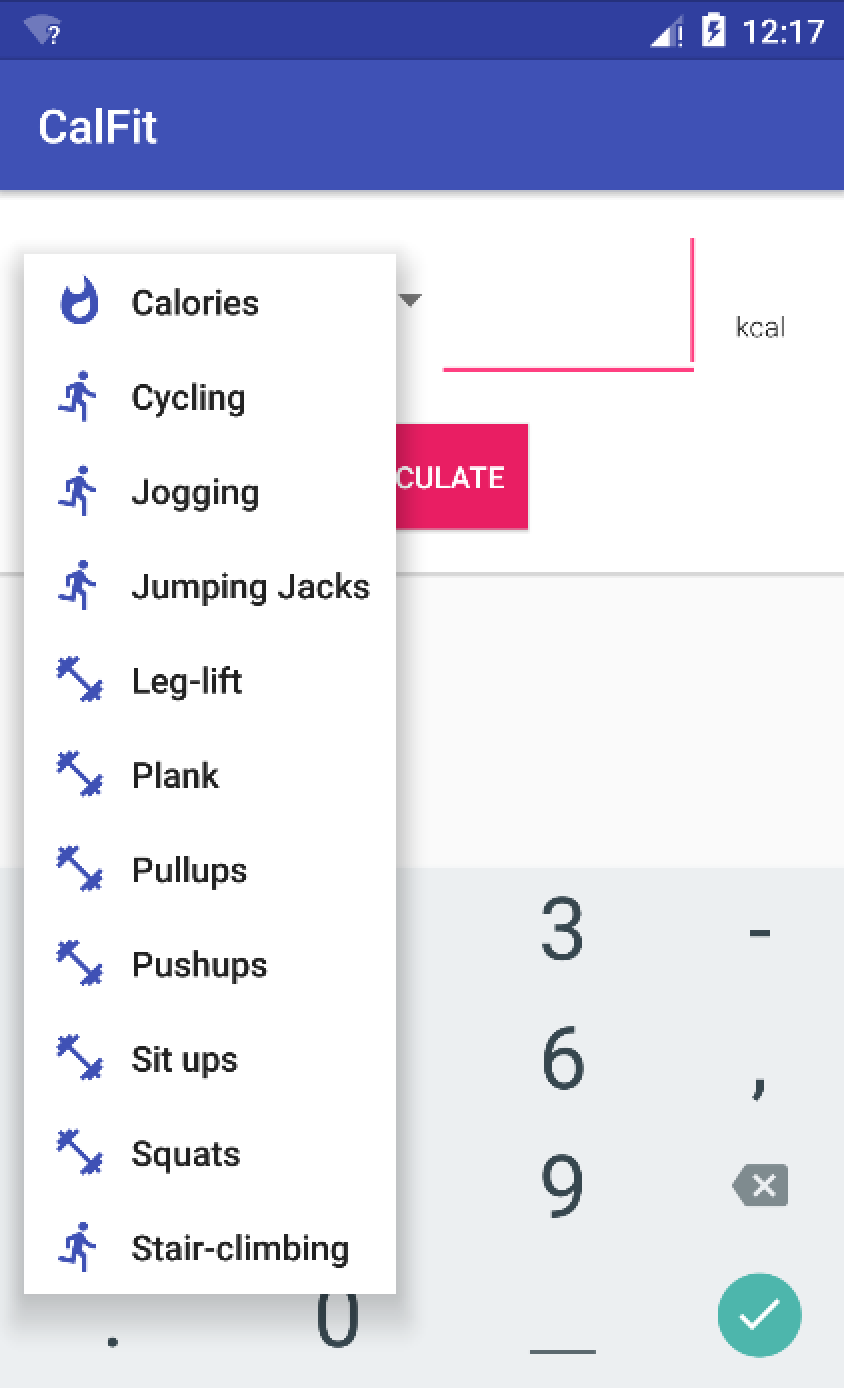 12:17
CalFit
Calories
kcal
Cycling
CULATE
Jogging
Jumping Jacks
Leg-lift
Plank
Pullups
3 -
Pushups
Sit ups
6 ,
Squats
9
Stair-climbing
. 0